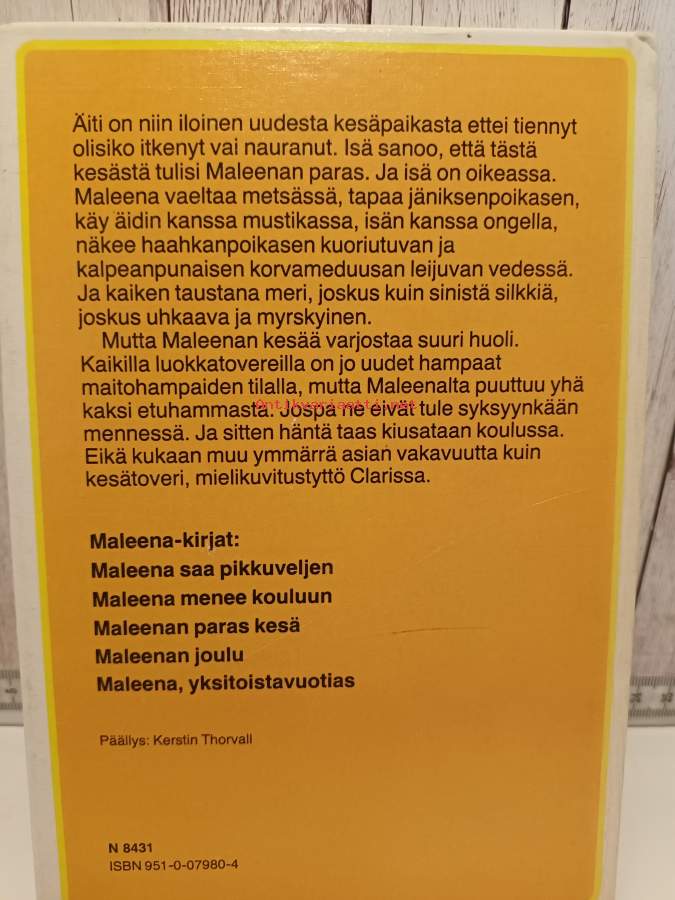 Äiti on niin iloinen uudesta kesäpaikasta ettei tiennyt
olisiko itkenyt vai nauranut. Isä sanoo, että tästä
kesästä tulisi Maleenan paras. Ja isä on oikeassa.
Maleena vaeltaa metsässä, tapaa jäniksenpoikasen,
käy äidin kanssa mustikassa, isän kanssa ongella,
näkee haahkanpoikasen kuoriutuvan ja
kalpeanpunaisen korvameduusan leijuvan vedessä.
Ja kaiken taustana meri, joskus kuin sinistä silkkiä,
joskus uhkaava ja myrskyinen.
Mutta Maleenan kesää varjostaa suuri huoli.
Kaikilla luokkatovereilla on jo uudet hampaat
maitohampaiden tilalla, mutta Maleenalta puuttuu yhä
kaksi etuhammasta. Jospa ne eivät tule syksyynkään
Antikvariaatti.net
mennessä. Ja sitten häntä taas kiusataan koulussa.
Eikä kukaan muu ymmärrä asian vakavuutta kuin
kesätoveri, mielikuvitustyttö Clarissa.
Maleena-kirjat:
Maleena saa pikkuveljen
Maleena menee kouluun
Maleenan paras kesä
Maleenan joulu
Maleena, yksitoistavuotias
Päällys: Kerstin Thorvall
N 8431
ISBN 951-0-07980-4